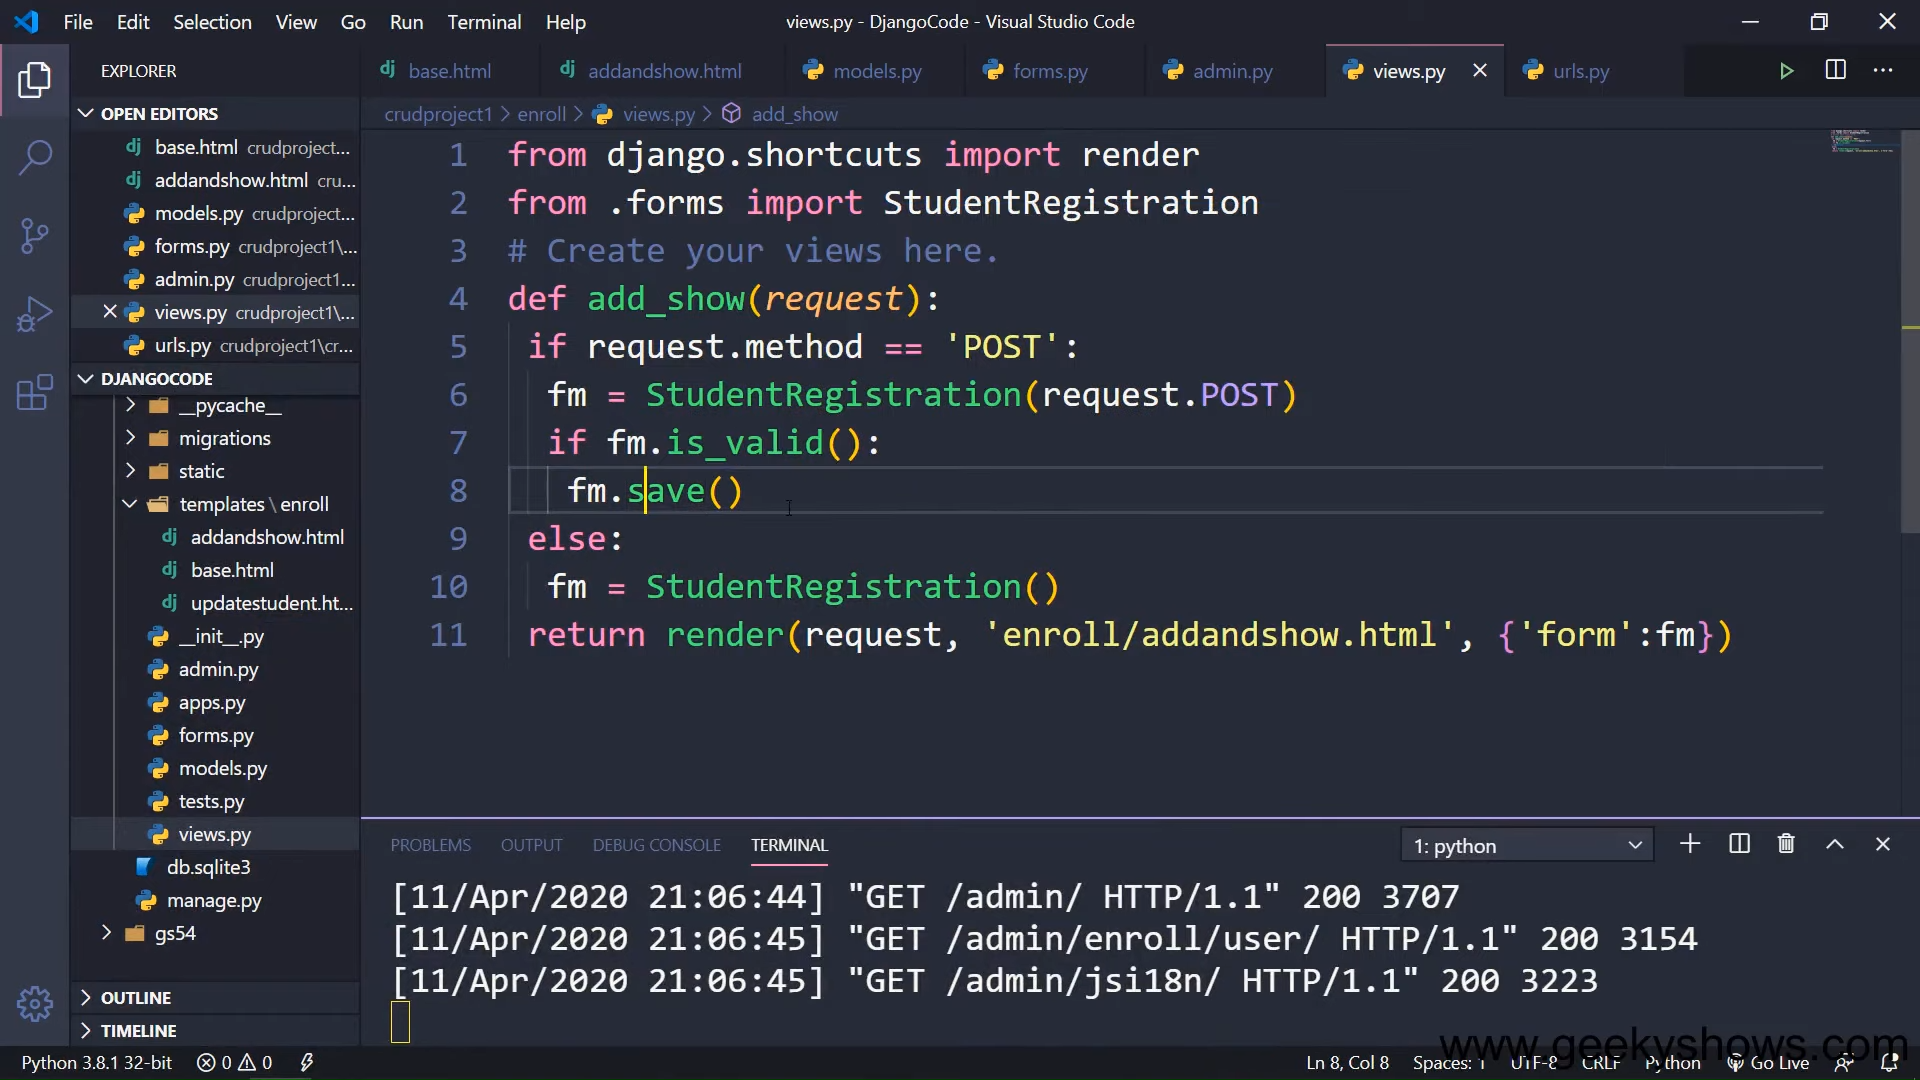 File Edit Selection View Go Run Terminal Help
views.py - DjangoCode - Visual Studio Code
EXPLORER
OPEN EDITORS
base.html crudproject...
addandshow.html cru...
models.py crudproject...
forms.py crudproject1\...
admin.py crudproject1...
views.py crudproject1\...
urls.py crudproject1\cr...
DJANGOCODE
__pycache__
migrations
static
templates \ enroll
addandshow.html
base.html
updatestudent.ht...
__init__.py
admin.py
apps.py
forms.py
models.py
tests.py
views.py
db.sqlite3
manage.py
gs54
OUTLINE
TIMELINE
base.html addandshow.html models.py forms.py admin.py views.py urls.py
crudproject1 > enroll > views.py > add_show
1 from django.shortcuts import render
2 from .forms import StudentRegistration
3 # Create your views here.
4 def add_show(request):
5 if request.method == 'POST':
6 fm = StudentRegistration(request.POST)
7 if fm.is_valid():
8 fm.save()
9 else:
10 fm = StudentRegistration()
11 return render(request, 'enroll/addandshow.html', {'form':fm})
PROBLEMS OUTPUT DEBUG CONSOLE TERMINAL 1: python
[11/Apr/2020 21:06:44] "GET /admin/ HTTP/1.1" 200 3707
[11/Apr/2020 21:06:45] "GET /admin/enroll/user/ HTTP/1.1" 200 3154
[11/Apr/2020 21:06:45] "GET /admin/jsi18n/ HTTP/1.1" 200 3223
www.geekyshows.com
Python 3.8.1 32-bit 0 0 Ln 8, Col 8 Spaces: 1 UTF-8 CRLF Python Go Live